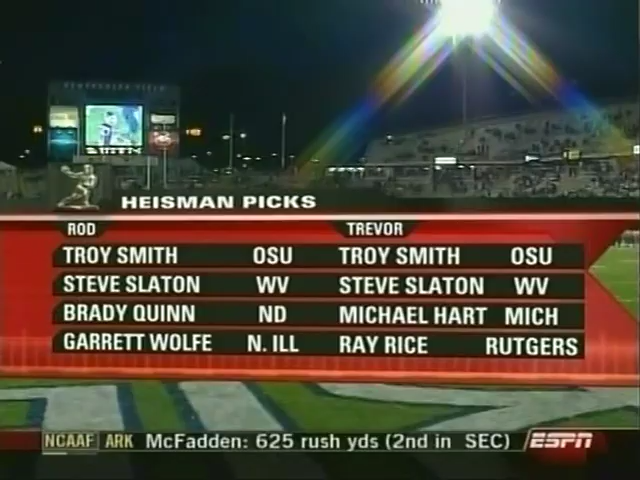 HEISMAN PICKS
ROD TREVOR
TROY SMITH OSU TROY SMITH OSU
STEVE SLATON WV STEVE SLATON WV
BRADY QUINN ND MICHAEL HART MICH
GARRETT WOLFE N. ILL RAY RICE RUTGERS
NCAAF ARK McFadden: 625 rush yds (2nd in SEC) ESPN